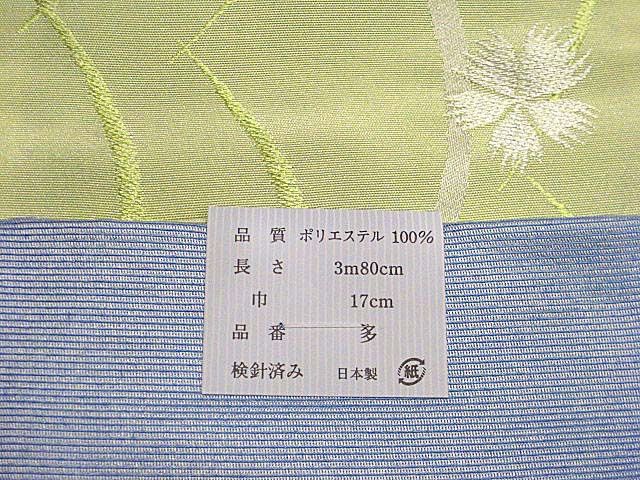 品 質 ポリエステル 100%
長 さ 3m80cm
巾 17cm
品 番 多
検針済み 日本製 紙